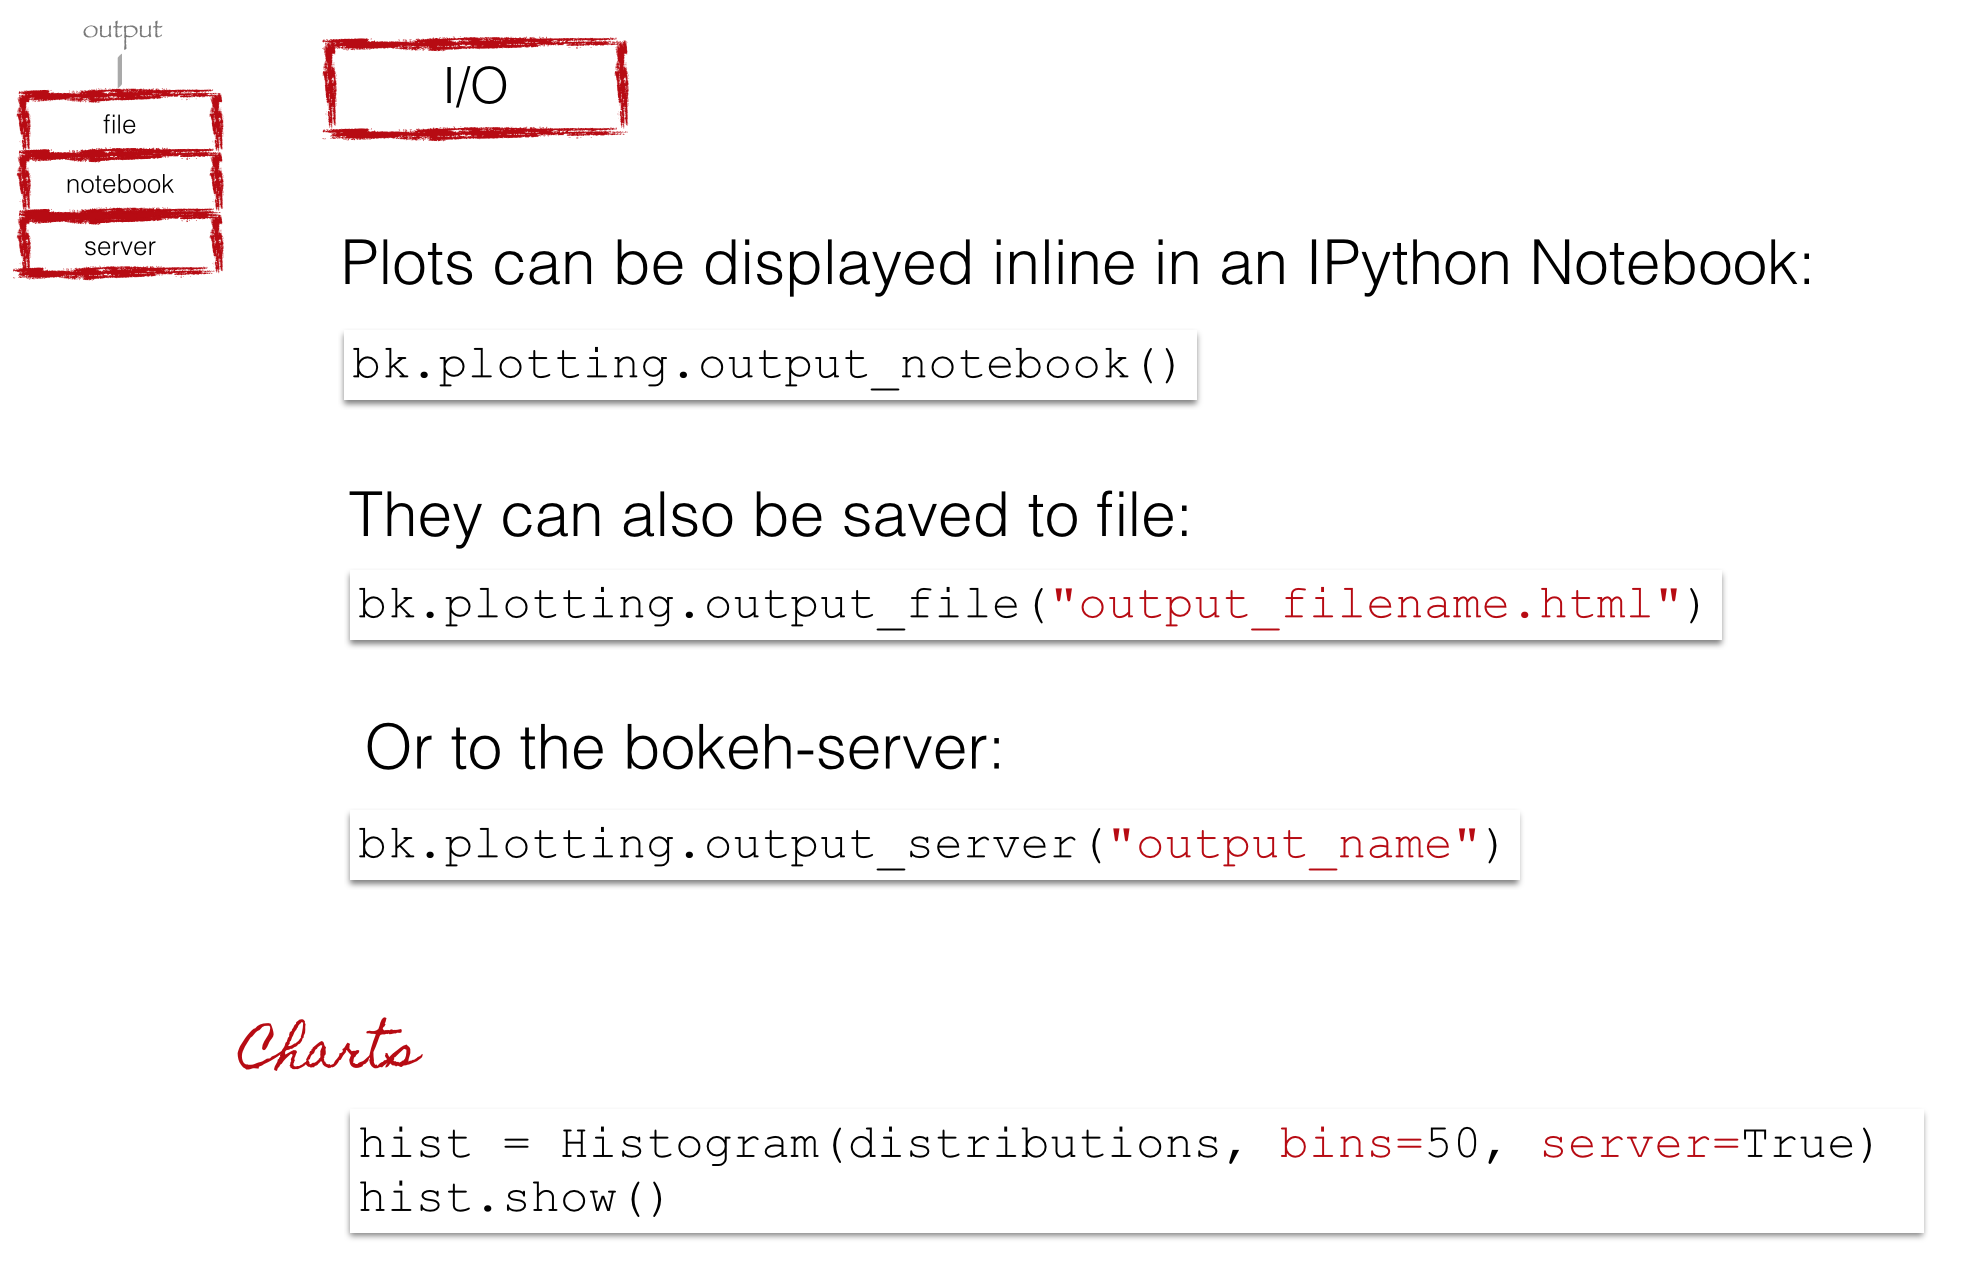 output
file
notebook
server
I/O
Plots can be displayed inline in an IPython Notebook:
bk.plotting.output_notebook()
They can also be saved to file:
bk.plotting.output_file("output_filename.html")
Or to the bokeh-server:
bk.plotting.output_server("output_name")
Charts
hist = Histogram(distributions, bins=50, server=True)
hist.show()